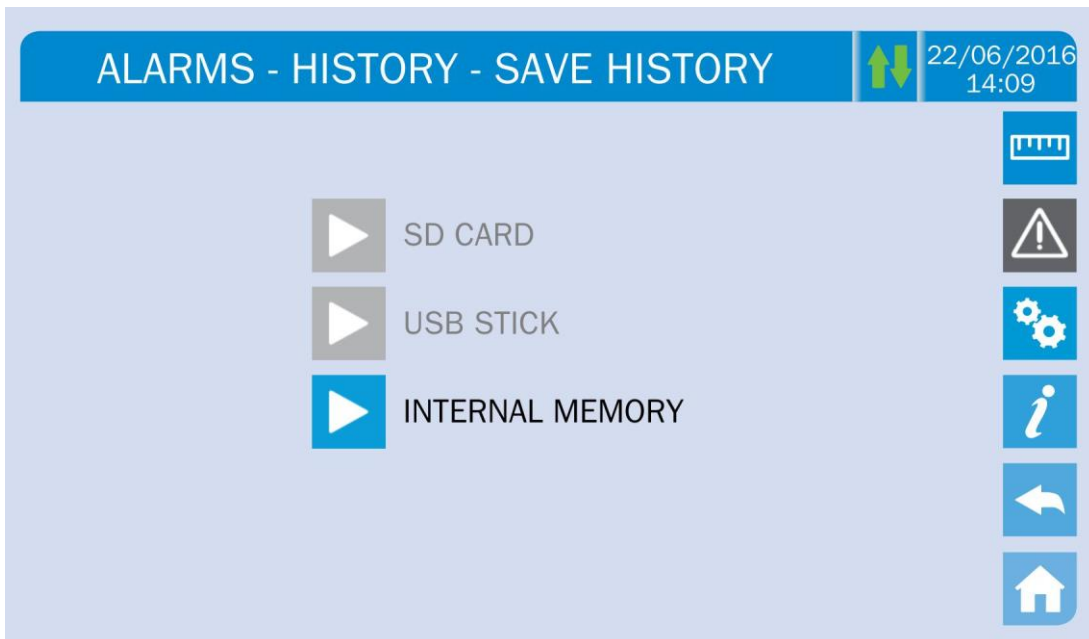 ALARMS - HISTORY - SAVE HISTORY
22/06/2016
14:09
SD CARD
USB STICK
INTERNAL MEMORY